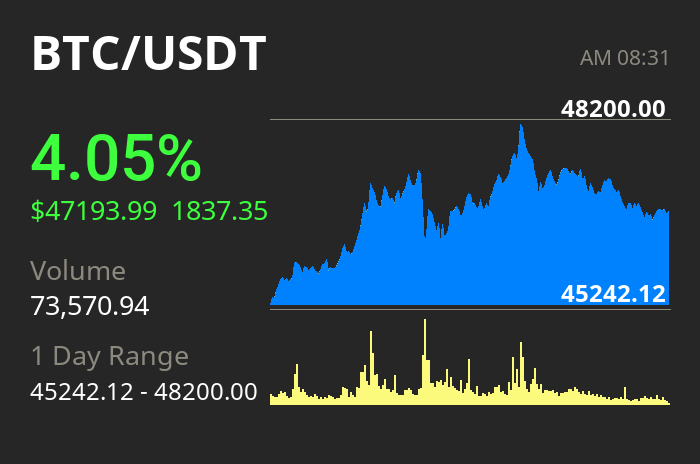 BTC/USDT
AM 08:31
48200.00
4.05%
$47193.99 1837.35
Volume
73,570.94
45242.12
1 Day Range
45242.12 - 48200.00